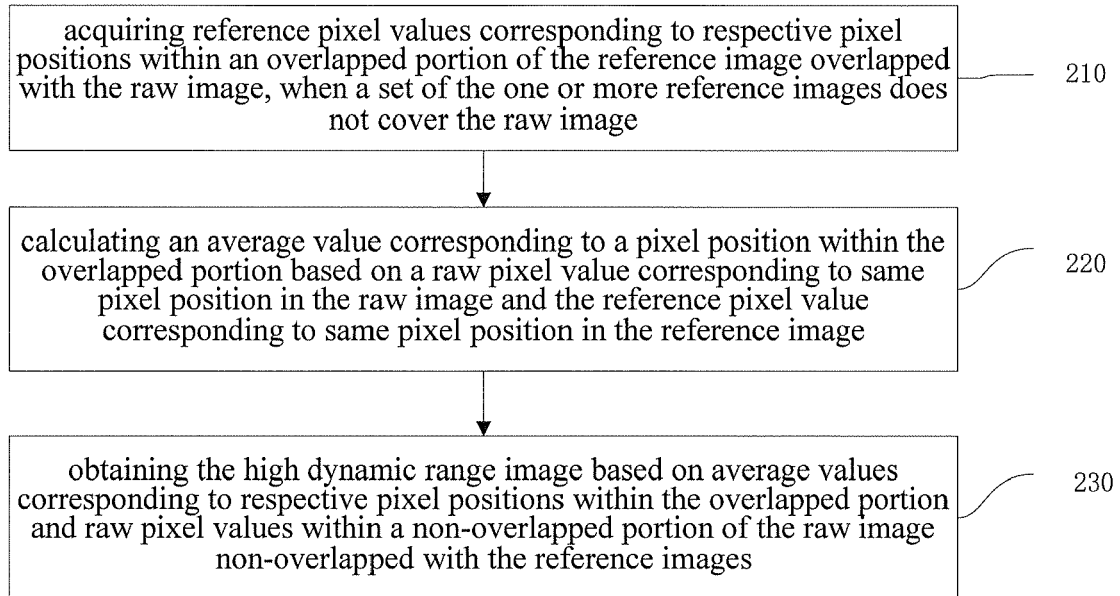 acquiring reference pixel values corresponding to respective pixel
positions within an overlapped portion of the reference image overlapped
with the raw image, when a set of the one or more reference images does
not cover the raw image
210
calculating an average value corresponding to a pixel position within the
overlapped portion based on a raw pixel value corresponding to same
pixel position in the raw image and the reference pixel value
corresponding to same pixel position in the reference image
220
obtaining the high dynamic range image based on average values
corresponding to respective pixel positions within the overlapped portion
and raw pixel values within a non-overlapped portion of the raw image
non-overlapped with the reference images
230